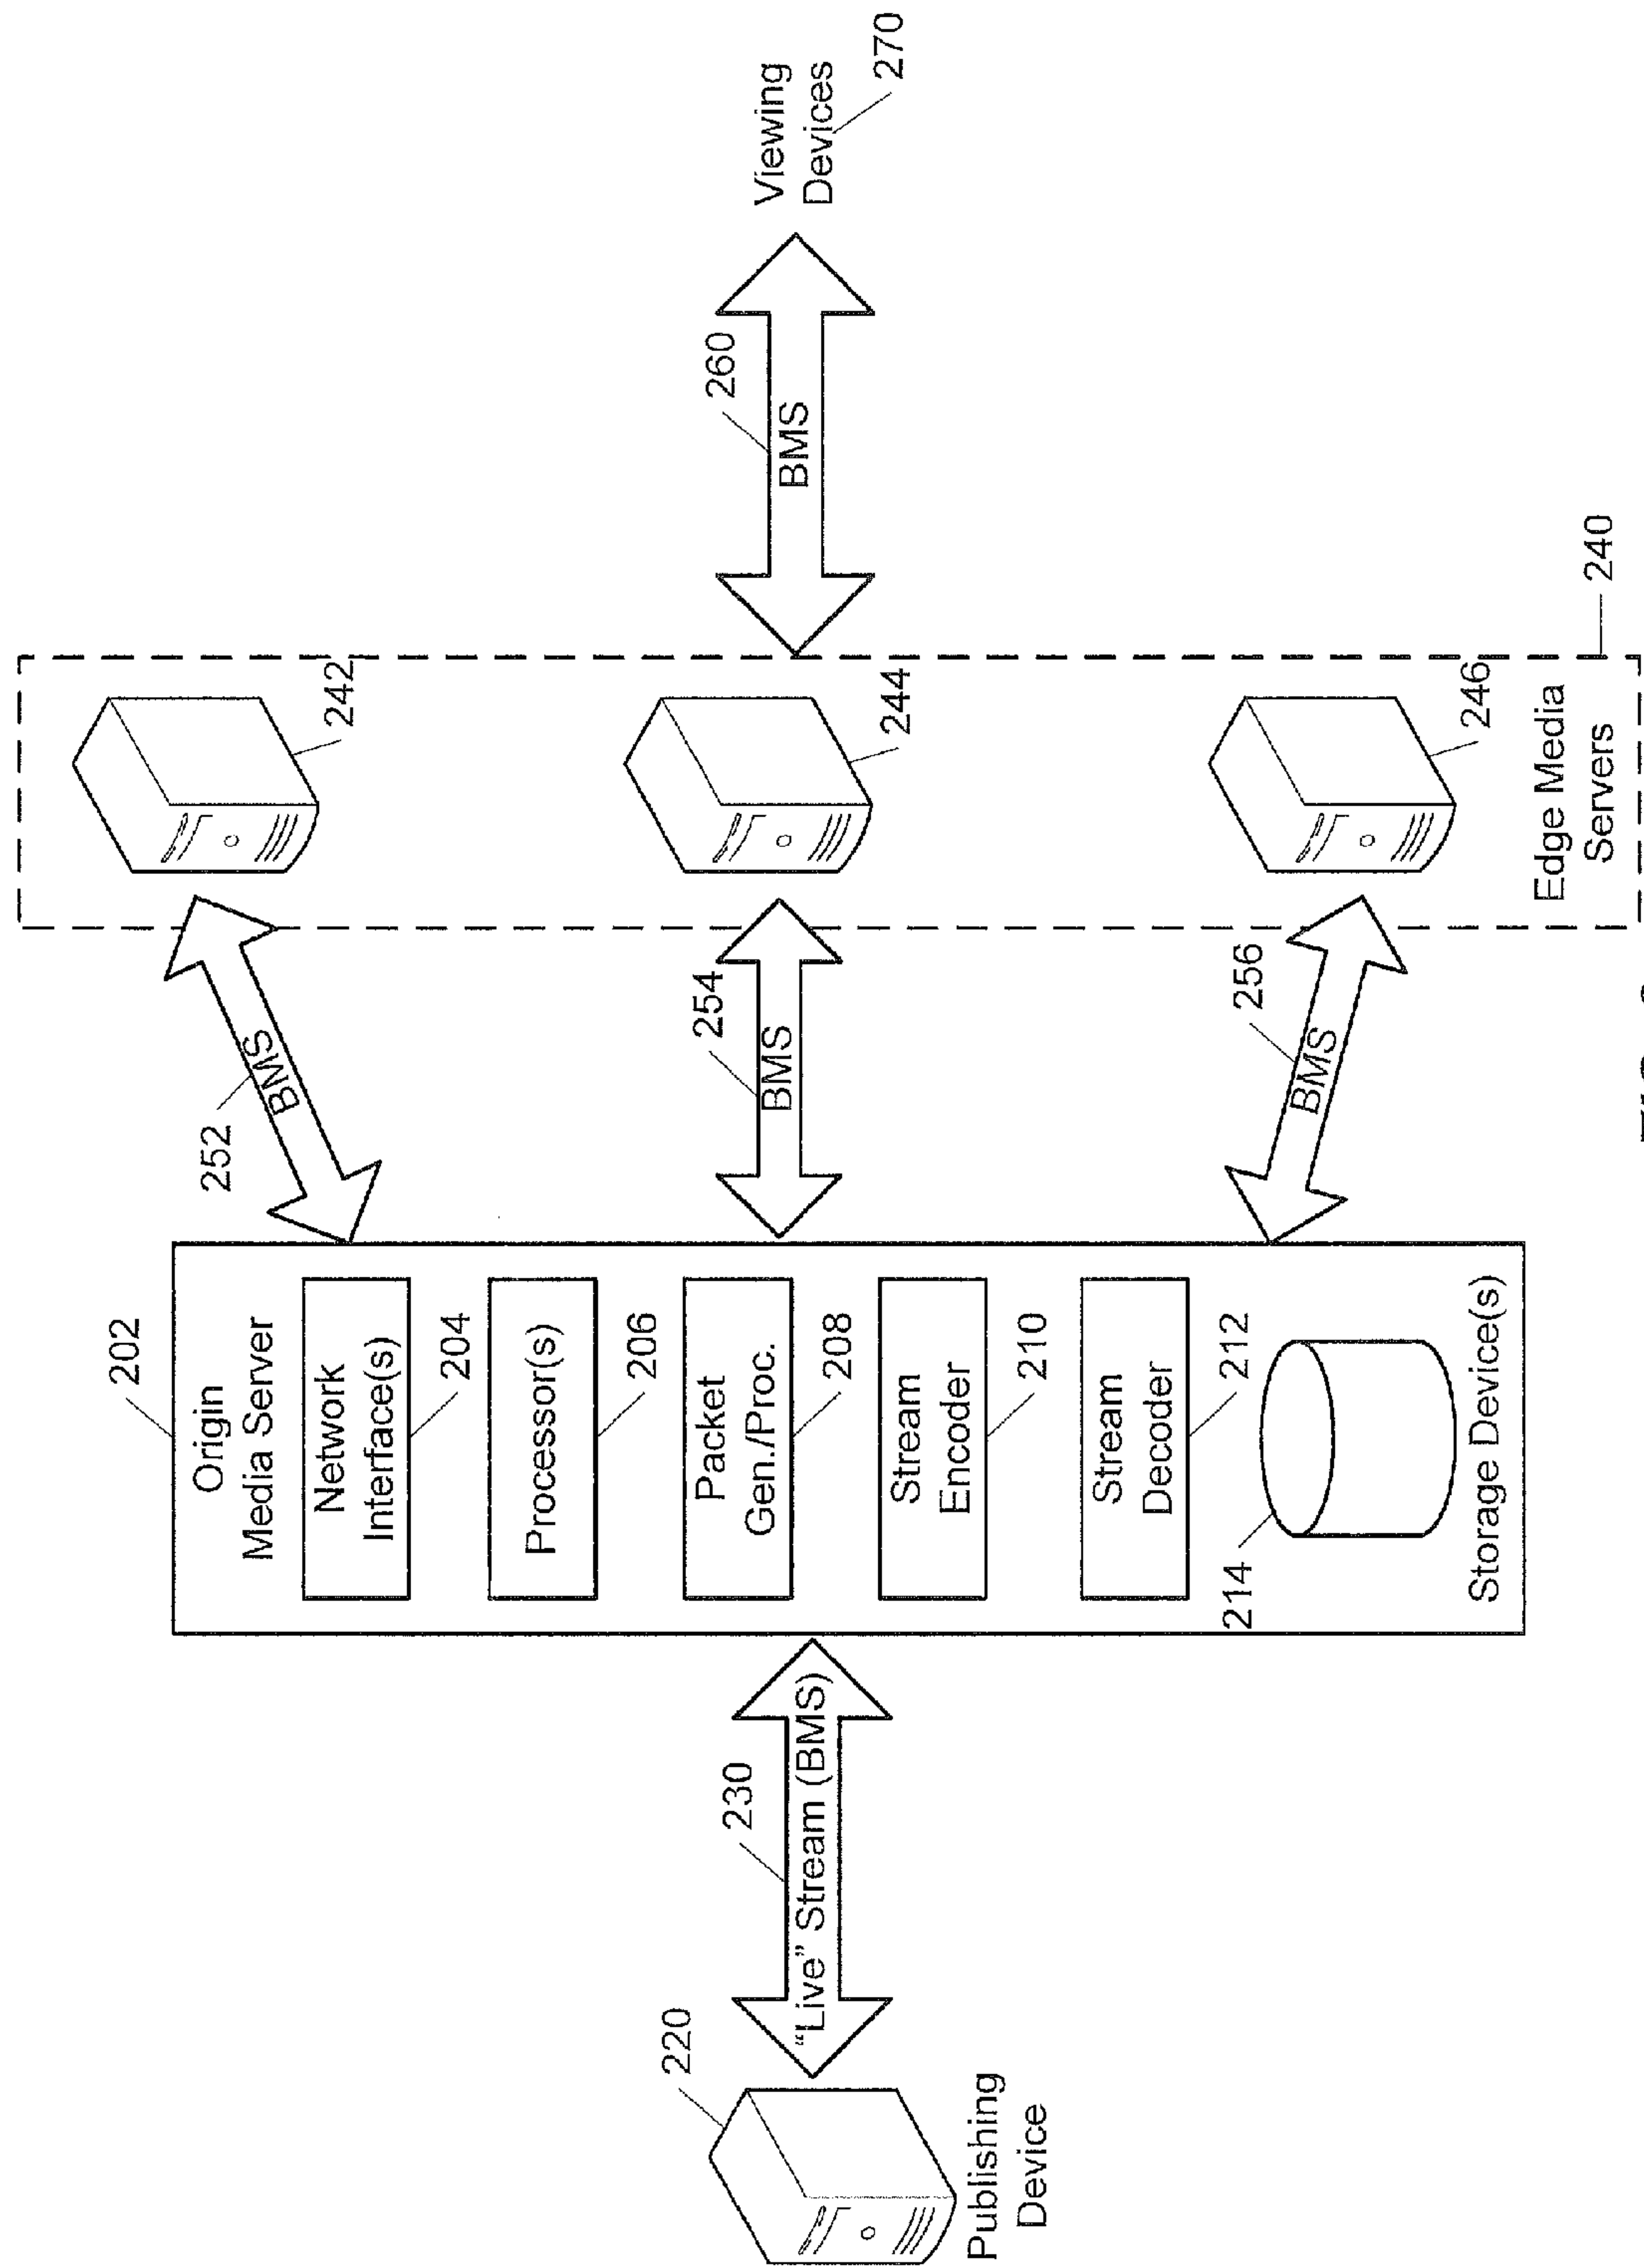 202
Origin
Media Server
Network
Interface(s)
204
Processor(s)
206
Packet
Gen./Proc.
208
Stream
Encoder
210
Stream
Decoder
212
214
Storage Device(s)
220
Publishing
Device
230
“Live” Stream (BMS)
252
BMS
254
BMS
256
BMS
242
244
246
Edge Media
Servers
240
260
BMS
Viewing
Devices
270